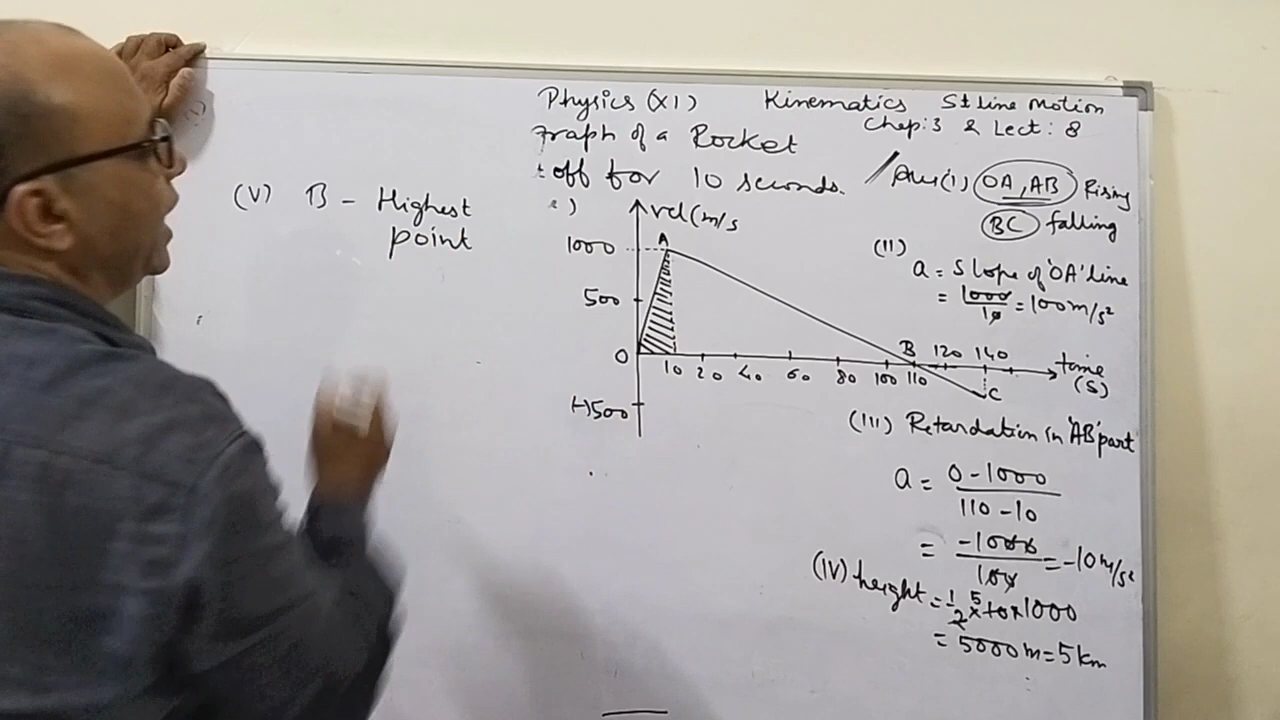 Physics (XI) Kinematics St line Motion
Chap: 3 & Lect: 8
graph of a Rocket
off for 10 seconds.
(V) B - Highest
point
vel (m/s
1000
500
0
(-)500
A
B
C
10 20 40 60 80 100 110 120 140
time
(s)
Ans (i) OA, AB Rising
BC falling
(II)
a = Slope of 'OA' line
= 1000/10 = 100 m/s²
(III) Retardation in 'AB' part
a = 0 - 1000
110 - 10
= -1000/100 = -10 m/s²
(IV) height = 1/2 x 10 x 1000
5
= 5000 m = 5 km